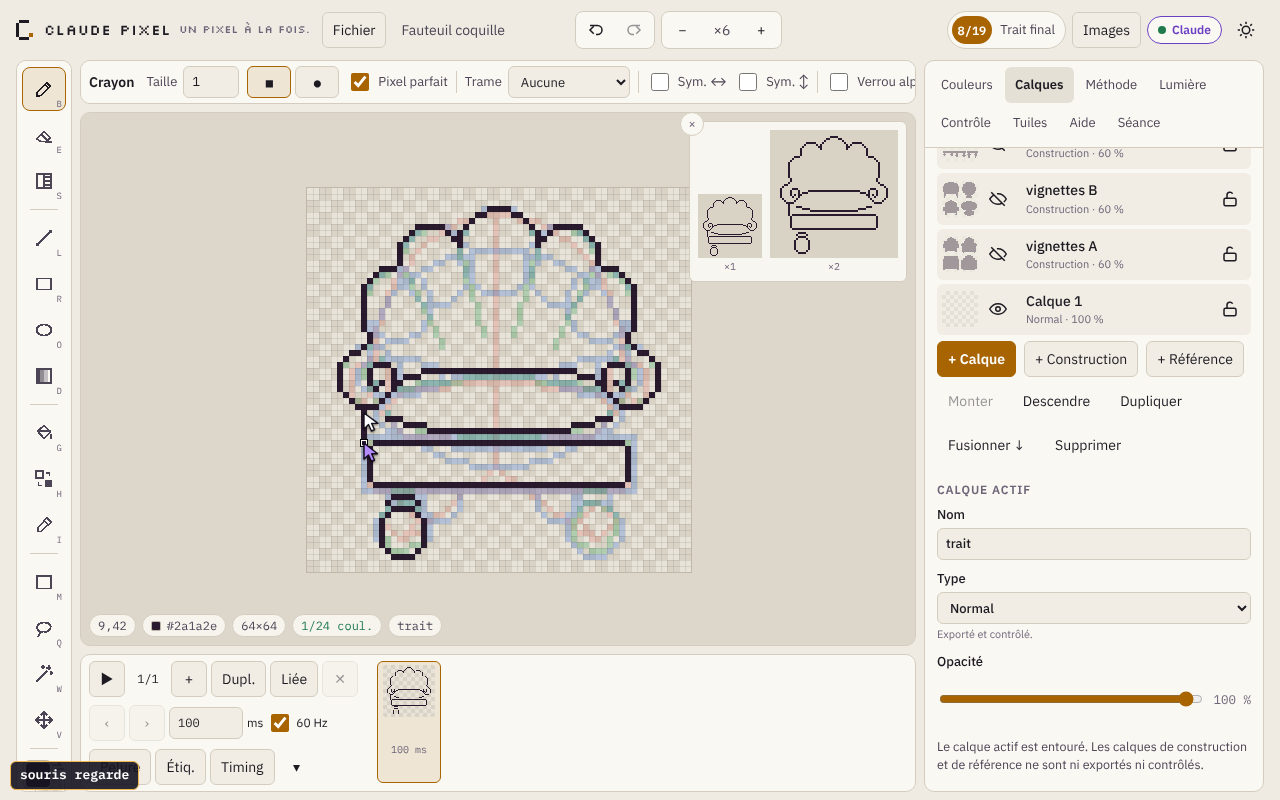 CLAUDE PIXEL UN PIXEL À LA FOIS. Fichier Fauteuil coquille − ×6 + 8/19 Trait final Images Claude
Crayon Taille 1 Pixel parfait Trame Aucune Sym. ↔ Sym. ↕ Verrou alp
Couleurs Calques Méthode Lumière
Contrôle Tuiles Aide Séance
B
E
S
L
R
O
D
G
H
I
M
Q
W
V
×
×1
×2
Construction · 60 %
vignettes B
Construction · 60 %
vignettes A
Construction · 60 %
Calque 1
Normal · 100 %
+ Calque + Construction + Référence
Monter Descendre Dupliquer
Fusionner ↓ Supprimer
CALQUE ACTIF
Nom
trait
Type
Normal
Exporté et contrôlé.
Opacité
100 %
Le calque actif est entouré. Les calques de construction
et de référence ne sont ni exportés ni contrôlés.
9,42 #2a1a2e 64×64 1/24 coul. trait
1/1 + Dupl. Liée ×
‹ › 100 ms 60 Hz
Étiq. Timing ▼
100 ms
souris regarde